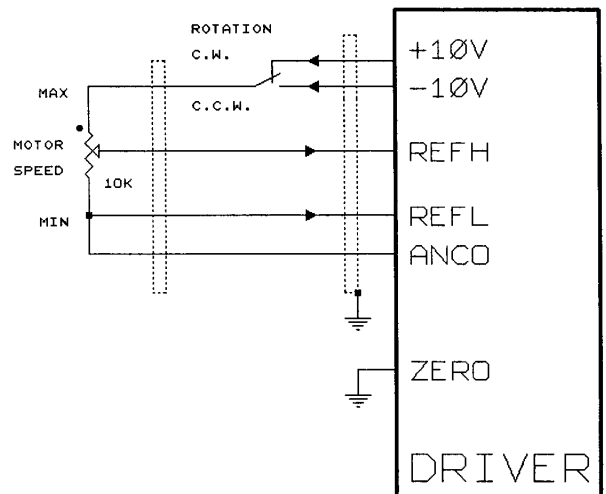 ROTATION
C.W.
C.C.W.
MAX
MOTOR
SPEED
10K
MIN
+10V
-10V
REFH
REFL
ANCO
ZERO
DRIVER